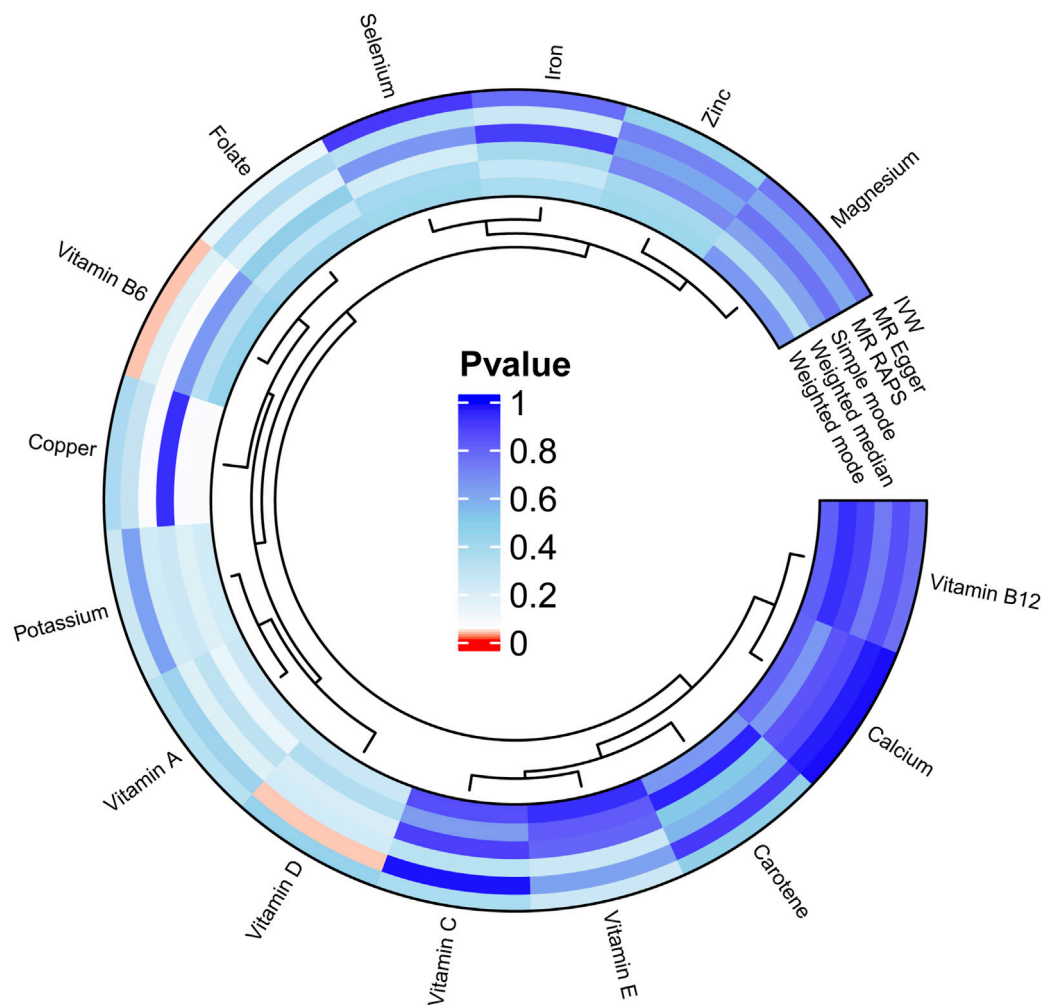 Selenium
Iron
Zinc
Magnesium
Folate
Vitamin B6
Copper
Potassium
Vitamin A
Vitamin D
Vitamin C
Vitamin E
Carotene
Calcium
Vitamin B12
IVW
MR Egger
MR RAPS
Simple mode
Weighted median
Weighted mode
Pvalue
1
0.8
0.6
0.4
0.2
0